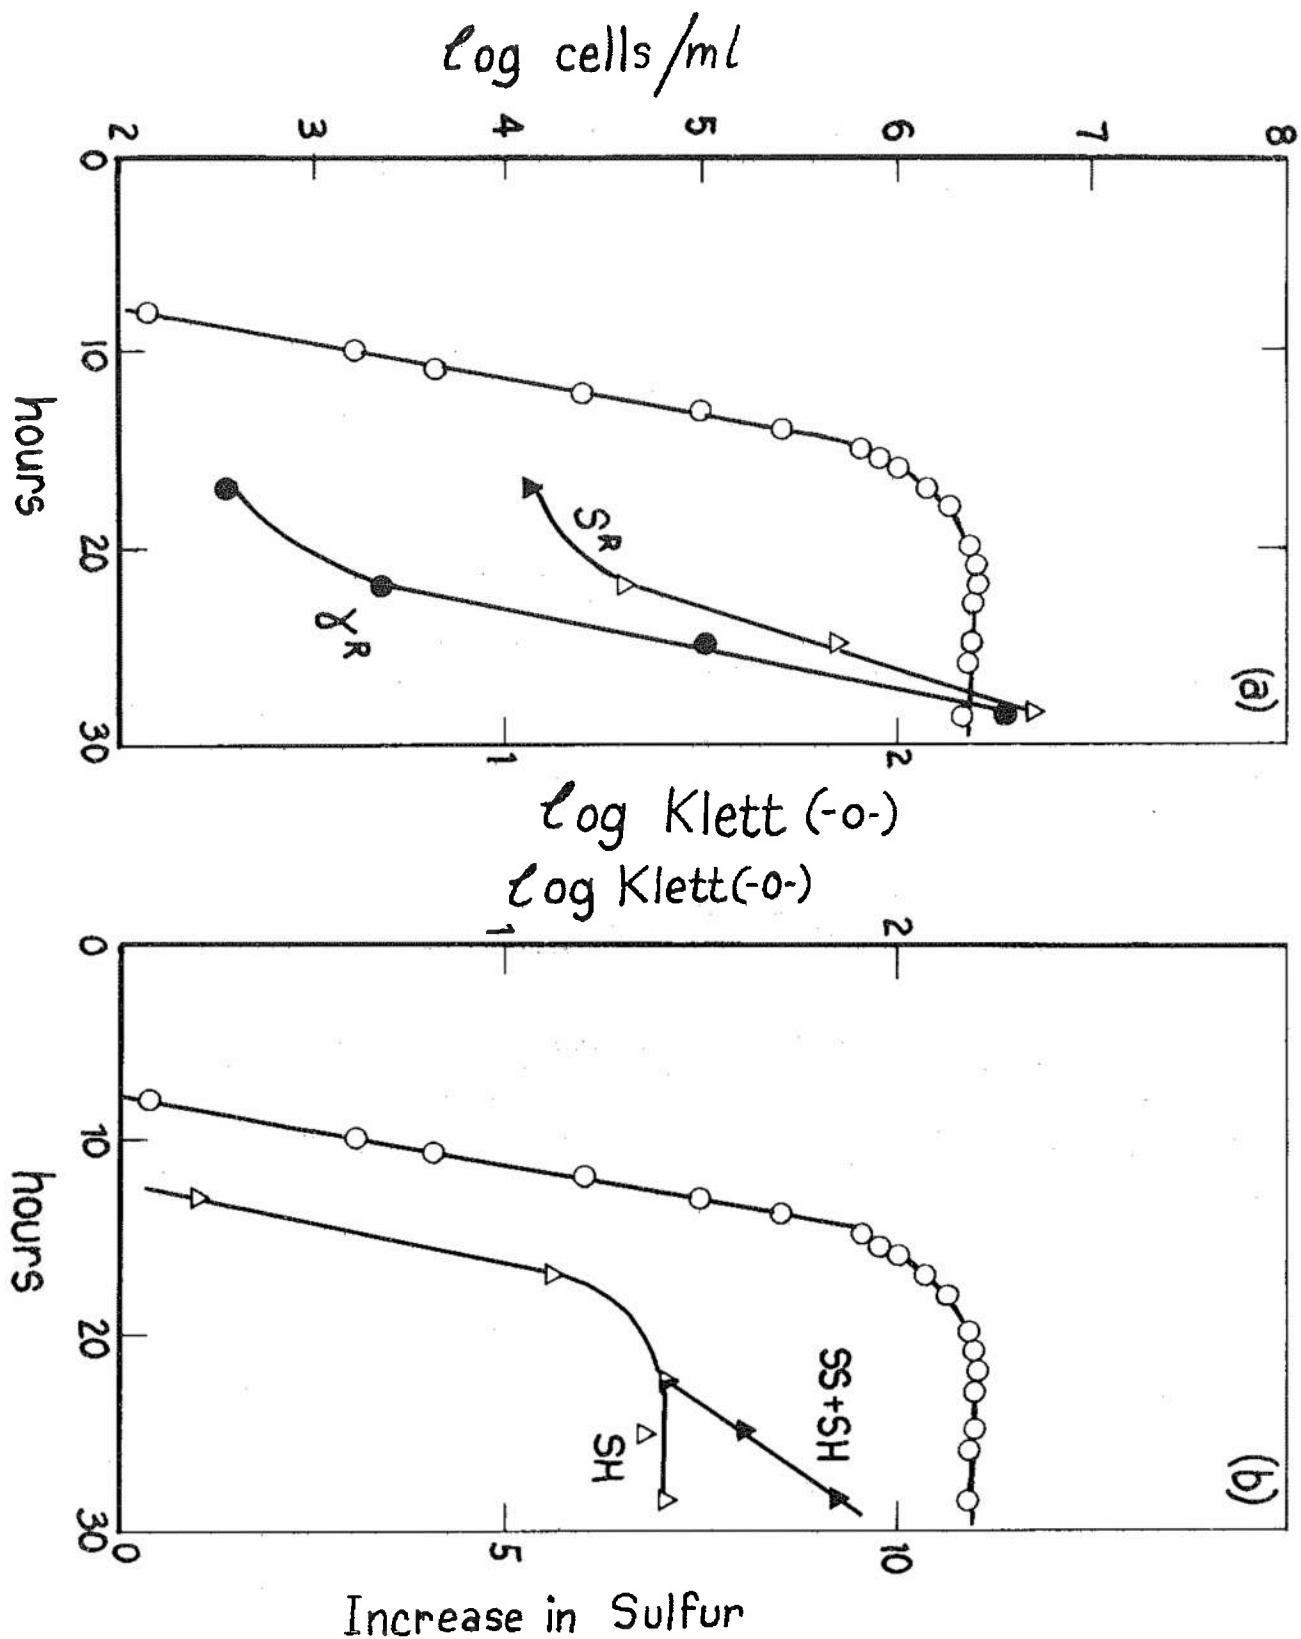 log cells/ml
2 3 4 5 6 7 8
0
10
20
30
hours
(a)
S^R
γ^R
1 2
log Klett (-o-)
log Klett (-o-)
1 2
0
10
20
30
hours
(b)
SS+SH
SH
0 5 10
Increase in Sulfur